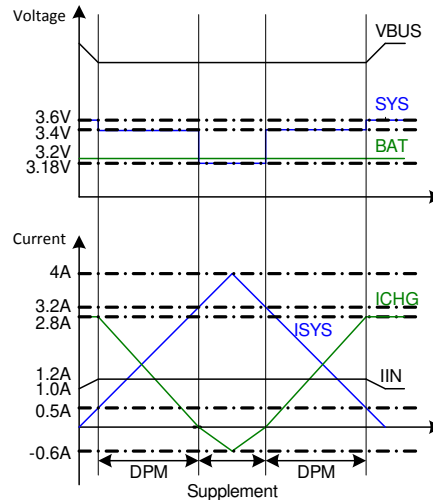 Voltage
VBUS
SYS
3.6V
3.4V
3.2V
BAT
3.18V
Current
4A
3.2A
ICHG
2.8A
ISYS
1.2A
IIN
1.0A
0.5A
-0.6A
DPM
DPM
Supplement